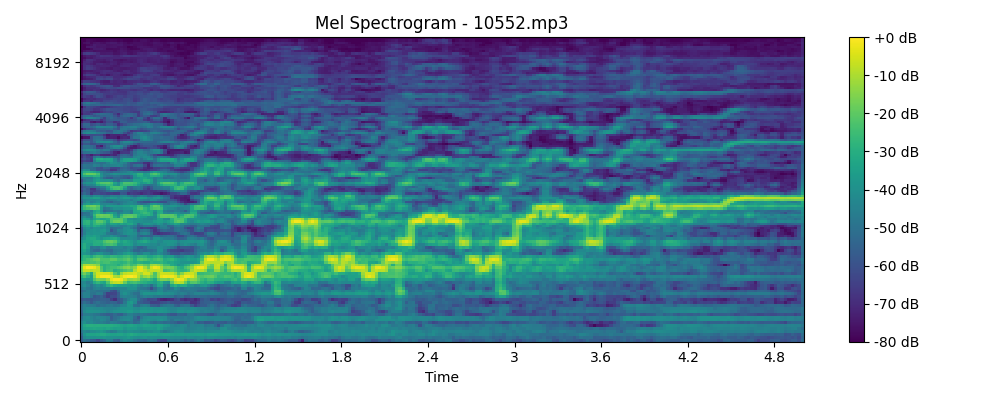 Mel Spectrogram - 10552.mp3
Hz
8192
4096
2048
1024
512
0
0 0.6 1.2 1.8 2.4 3 3.6 4.2 4.8
Time
+0 dB
-10 dB
-20 dB
-30 dB
-40 dB
-50 dB
-60 dB
-70 dB
-80 dB